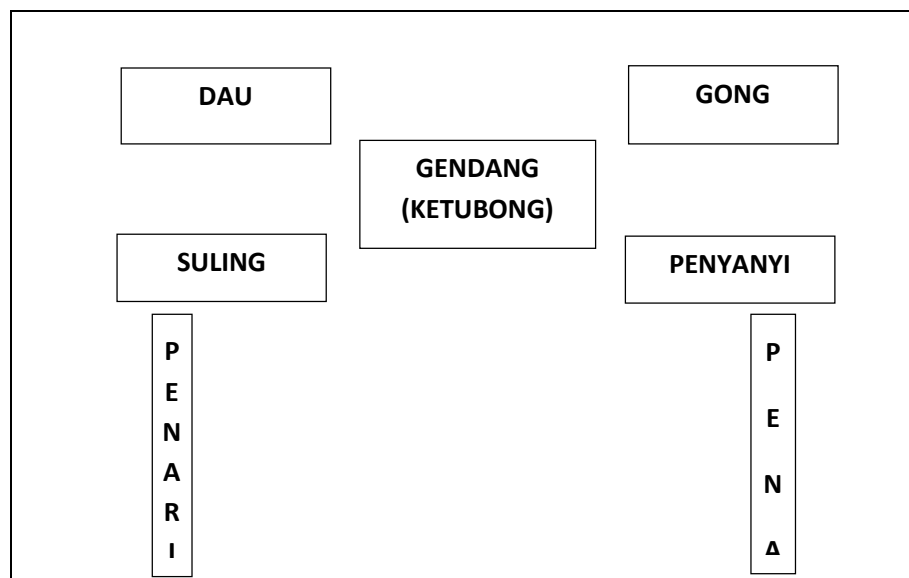 DAU
GONG
GENDANG
(KETUBONG)
SULING
PENYANYI
P
E
N
A
R
I
P
E
N
A